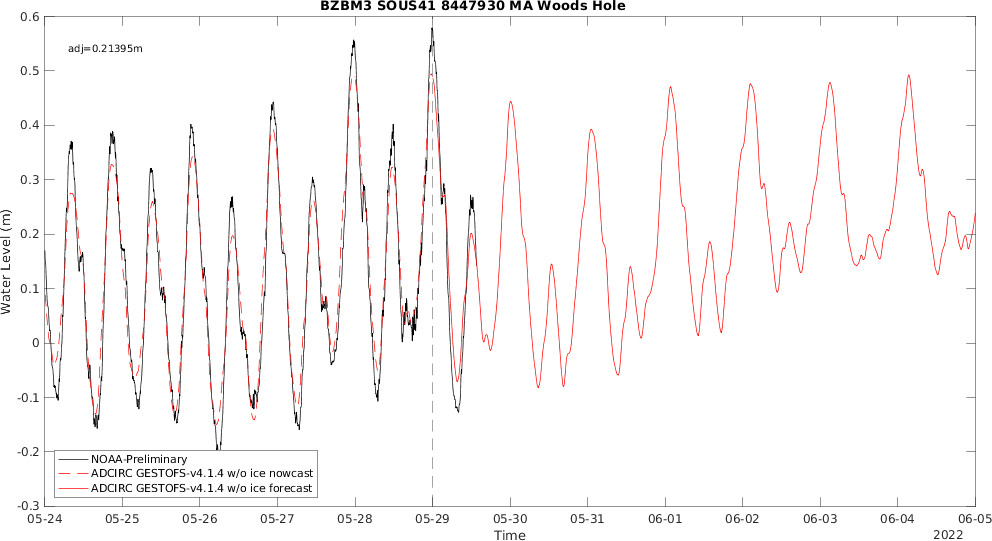 BZBM3 SOUS41 8447930 MA Woods Hole
adj=0.21395m
Water Level (m)
0.6
0.5
0.4
0.3
0.2
0.1
0
-0.1
-0.2
-0.3
NOAA-Preliminary
ADCIRC GESTOFS-v4.1.4 w/o ice nowcast
ADCIRC GESTOFS-v4.1.4 w/o ice forecast
05-24 05-25 05-26 05-27 05-28 05-29 05-30 05-31 06-01 06-02 06-03 06-04 06-05
Time
2022